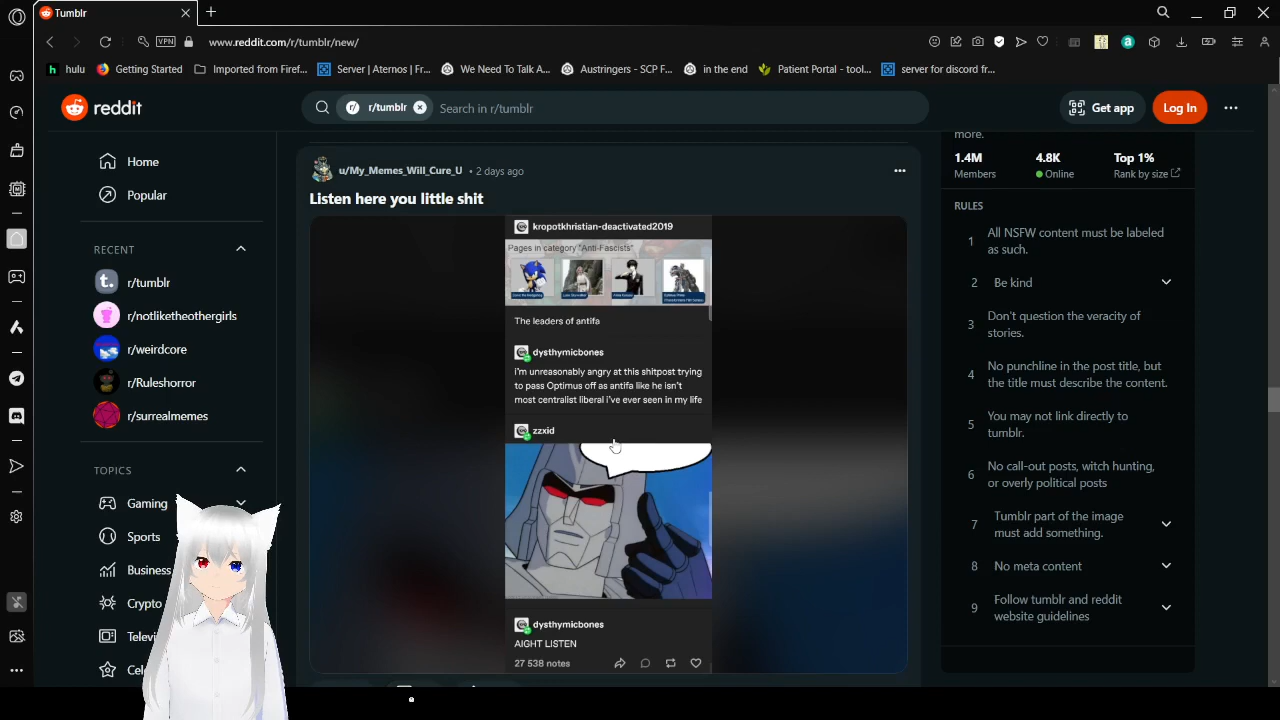 Tumblr
www.reddit.com/r/tumblr/new/
VPN
hulu
Getting Started
Imported from Firef...
Server | Aternos | Fr...
We Need To Talk A...
Austringers - SCP F...
in the end
Patient Portal - tool...
server for discord fr...
reddit
r/ r/tumblr
Search in r/tumblr
Get app
Log In
Home
Popular
RECENT
r/tumblr
r/notliketheothergirls
r/weirdcore
r/Ruleshorror
r/surrealmemes
TOPICS
Gaming
Sports
Business
Crypto
Televi
Cel
u/My_Memes_Will_Cure_U • 2 days ago
Listen here you little shit
kropotkhristian-deactivated2019
Pages in category "Anti-Fascists"
The leaders of antifa
dysthymicbones
i'm unreasonably angry at this shitpost trying
to pass Optimus off as antifa like he isn't
most centralist liberal i've ever seen in my life
zzxid
dysthymicbones
AIGHT LISTEN
27 538 notes
more.
1.4M
Members
4.8K
Online
Top 1%
Rank by size
RULES
1 All NSFW content must be labeled
as such.
2 Be kind
3 Don't question the veracity of
stories.
4 No punchline in the post title, but
the title must describe the content.
5 You may not link directly to
tumblr.
6 No call-out posts, witch hunting,
or overly political posts
7 Tumblr part of the image
must add something.
8 No meta content
9 Follow tumblr and reddit
website guidelines